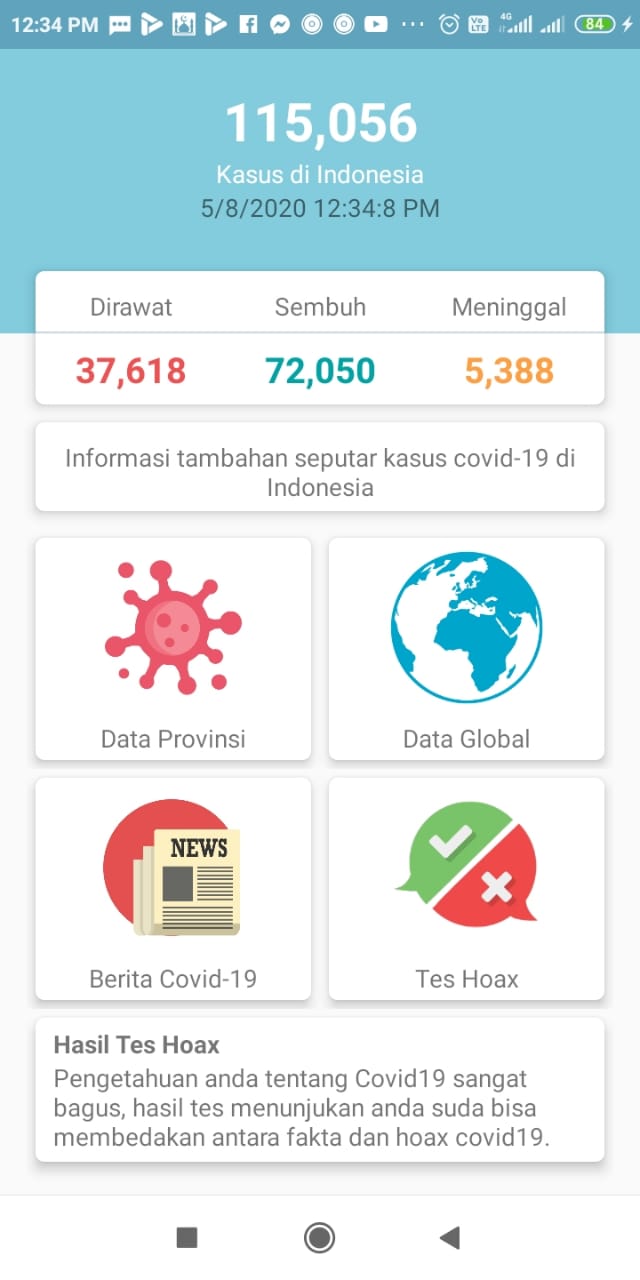 12:34 PM
4G
Vo
LTE
84
115,056
Kasus di Indonesia
5/8/2020 12:34:8 PM
Dirawat Sembuh Meninggal
37,618 72,050 5,388
Informasi tambahan seputar kasus covid-19 di
Indonesia
Data Provinsi
Data Global
NEWS
Berita Covid-19
Tes Hoax
Hasil Tes Hoax
Pengetahuan anda tentang Covid19 sangat
bagus, hasil tes menunjukan anda suda bisa
membedakan antara fakta dan hoax covid19.